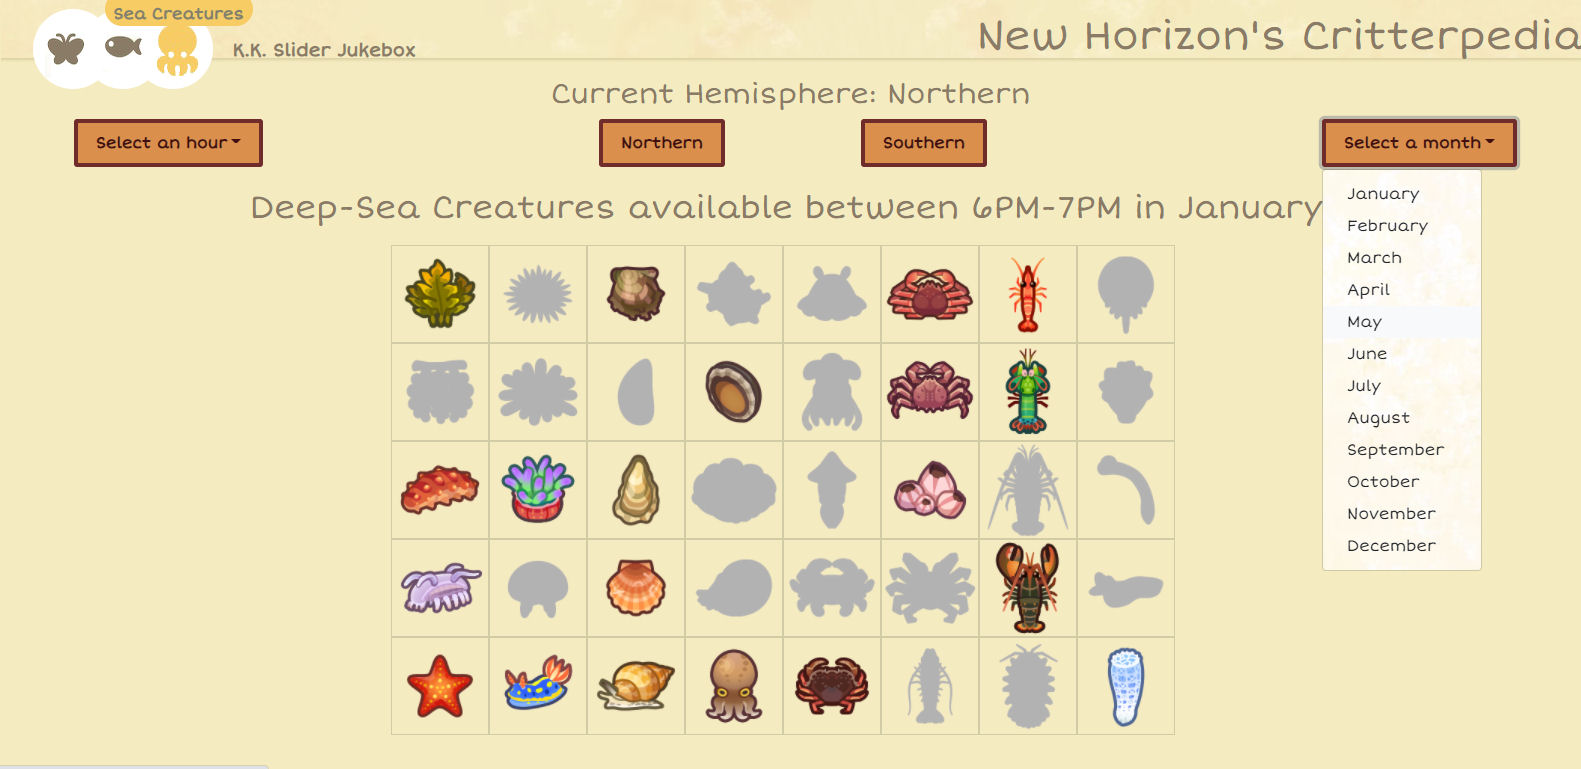 Sea Creatures
K.K. Slider Jukebox
New Horizon's Critterpedia
Current Hemisphere: Northern
Select an hour
Northern
Southern
Select a month
Deep-Sea Creatures available between 6PM-7PM in January
January
February
March
April
May
June
July
August
September
October
November
December